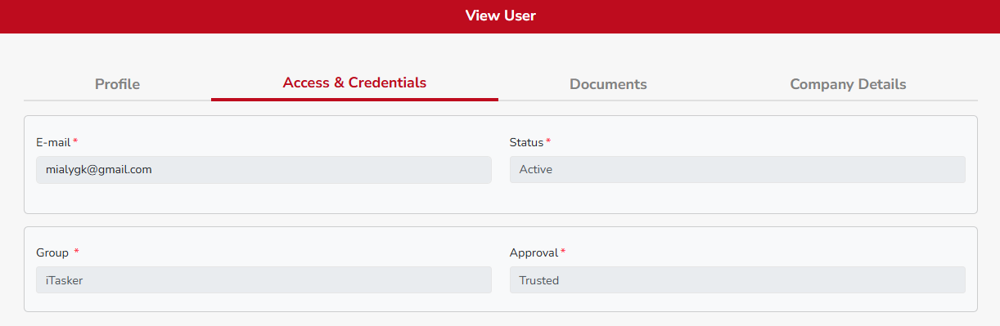 View User
Profile Access & Credentials Documents Company Details
E-mail * Status *
mialygk@gmail.com Active
Group * Approval *
iTasker Trusted